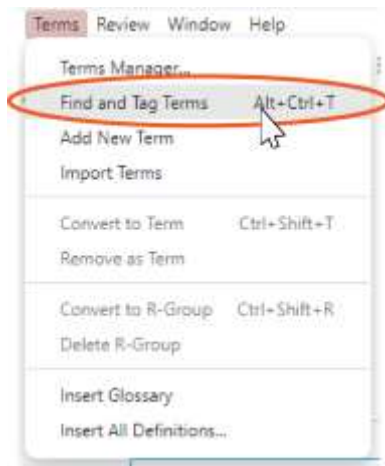 Terms Review Window Help
Terms Manager...
Find and Tag Terms Alt+Ctrl+T
Add New Term
Import Terms
Convert to Term Ctrl+Shift+T
Remove as Term
Convert to R-Group Ctrl+Shift+R
Delete R-Group
Insert Glossary
Insert All Definitions...